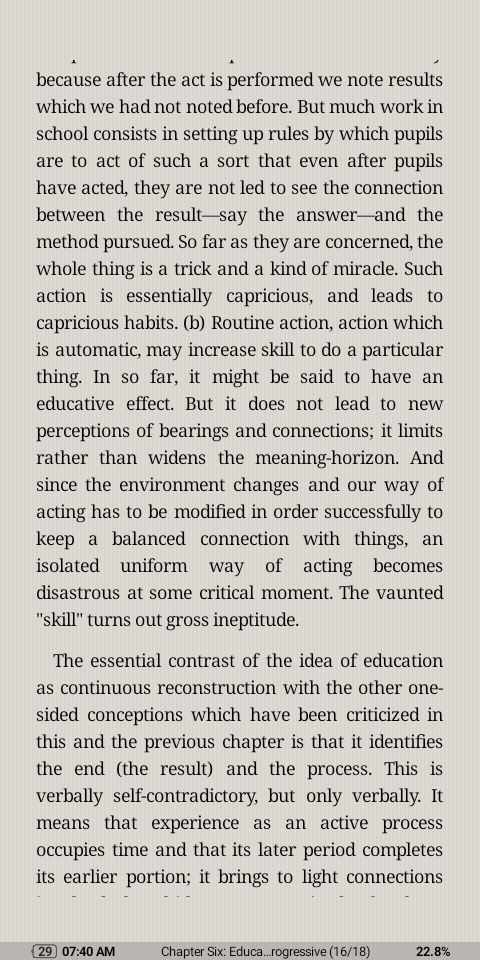 because after the act is performed we note results
which we had not noted before. But much work in
school consists in setting up rules by which pupils
are to act of such a sort that even after pupils
have acted, they are not led to see the connection
between the result—say the answer—and the
method pursued. So far as they are concerned, the
whole thing is a trick and a kind of miracle. Such
action is essentially capricious, and leads to
capricious habits. (b) Routine action, action which
is automatic, may increase skill to do a particular
thing. In so far, it might be said to have an
educative effect. But it does not lead to new
perceptions of bearings and connections; it limits
rather than widens the meaning-horizon. And
since the environment changes and our way of
acting has to be modified in order successfully to
keep a balanced connection with things, an
isolated uniform way of acting becomes
disastrous at some critical moment. The vaunted
"skill" turns out gross ineptitude.
The essential contrast of the idea of education
as continuous reconstruction with the other one-
sided conceptions which have been criticized in
this and the previous chapter is that it identifies
the end (the result) and the process. This is
verbally self-contradictory, but only verbally. It
means that experience as an active process
occupies time and that its later period completes
its earlier portion; it brings to light connections
29 07:40 AM Chapter Six: Educa...rogressive (16/18) 22.8%